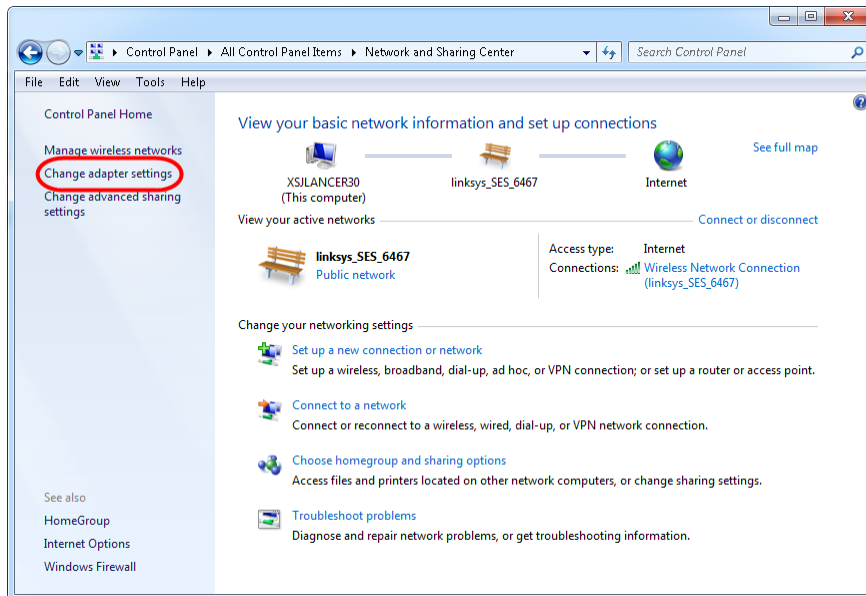 Control Panel ▸ All Control Panel Items ▸ Network and Sharing Center
Search Control Panel
File Edit View Tools Help
Control Panel Home
Manage wireless networks
Change adapter settings
Change advanced sharing
settings
See also
HomeGroup
Internet Options
Windows Firewall
View your basic network information and set up connections
See full map
XSJLANCER30
(This computer)
linksys_SES_6467
Internet
View your active networks
Connect or disconnect
linksys_SES_6467
Public network
Access type: Internet
Connections: Wireless Network Connection
(linksys_SES_6467)
Change your networking settings
Set up a new connection or network
Set up a wireless, broadband, dial-up, ad hoc, or VPN connection; or set up a router or access point.
Connect to a network
Connect or reconnect to a wireless, wired, dial-up, or VPN network connection.
Choose homegroup and sharing options
Access files and printers located on other network computers, or change sharing settings.
Troubleshoot problems
Diagnose and repair network problems, or get troubleshooting information.